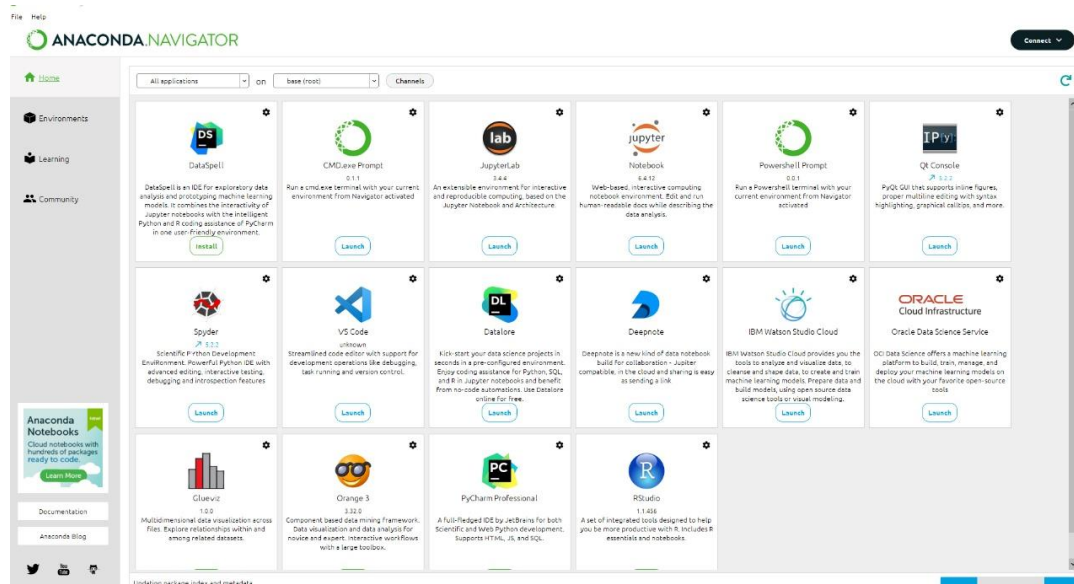 File Help
ANACONDA.NAVIGATOR
Connect
Home
All applications on base (root) Channels
Environments
Learning
Community
DS
DataSpell
DataSpell is an IDE for exploratory data
analysis and prototyping machine learning
models. It combines the interactivity of
Jupyter notebooks with the intelligent
Python and R coding assistance of PyCharm
in one user-friendly environment.
Install
CMD.exe Prompt
0.1.1
Run a cmd.exe terminal with your current
environment from Navigator activated
Launch
lab
JupyterLab
3.4.4
An extensible environment for interactive
and reproducible computing, based on the
Jupyter Notebook and Architecture.
Launch
jupyter
Notebook
6.4.12
Web-based, interactive computing
notebook environment. Edit and run
human-readable docs while describing the
data analysis.
Launch
Powershell Prompt
0.0.1
Run a Powershell terminal with your
current environment from Navigator
activated
Launch
IP[y]:
Qt Console
5.2.2
PyQt GUI that supports inline figures,
proper multiline editing with syntax
highlighting, graphical calltips, and more.
Launch
Spyder
5.2.2
Scientific PYthon Development
EnviRonment. Powerful Python IDE with
advanced editing, interactive testing,
debugging and introspection features
Launch
VS Code
unknown
Streamlined code editor with support for
development operations like debugging,
task running and version control.
Launch
DL
Datalore
Kick-start your data science projects in
seconds in a pre-configured environment.
Enjoy coding assistance for Python, SQL,
and R in Jupyter notebooks and benefit
from no-code automations. Use Datalore
online for free.
Launch
Deepnote
Deepnote is a new kind of data notebook
build for collaboration - Jupiter
compatible, in the cloud and sharing is easy
as sending a link
Launch
IBM Watson Studio Cloud
IBM Watson Studio Cloud provides you the
tools to analyze and visualize data, to
cleanse and shape data, to create and train
machine learning models. Prepare data and
build models, using open source data
science tools or visual modeling.
Launch
ORACLE
Cloud Infrastructure
Oracle Data Science Service
OCI Data Science offers a machine learning
platform to build, train, manage, and
deploy your machine learning models on
the cloud with your favorite open-source
tools
Launch
Glueviz
1.0.0
Multidimensional data visualization across
files. Explore relationships within and
among related datasets.
Orange 3
3.32.0
Component based data mining framework.
Data visualization and data analysis for
novice and expert. Interactive workflows
with a large toolbox.
PC
PyCharm Professional
A full-fledged IDE by JetBrains for both
Scientific and Web Python development.
Supports HTML, JS, and SQL.
R
RStudio
1.1.456
A set of integrated tools designed to help
you be more productive with R. Includes R
essentials and notebooks.
Anaconda
Notebooks
Cloud notebooks with
hundreds of packages
ready to code.
Learn More
Documentation
Anaconda Blog
Updating package index and metadata